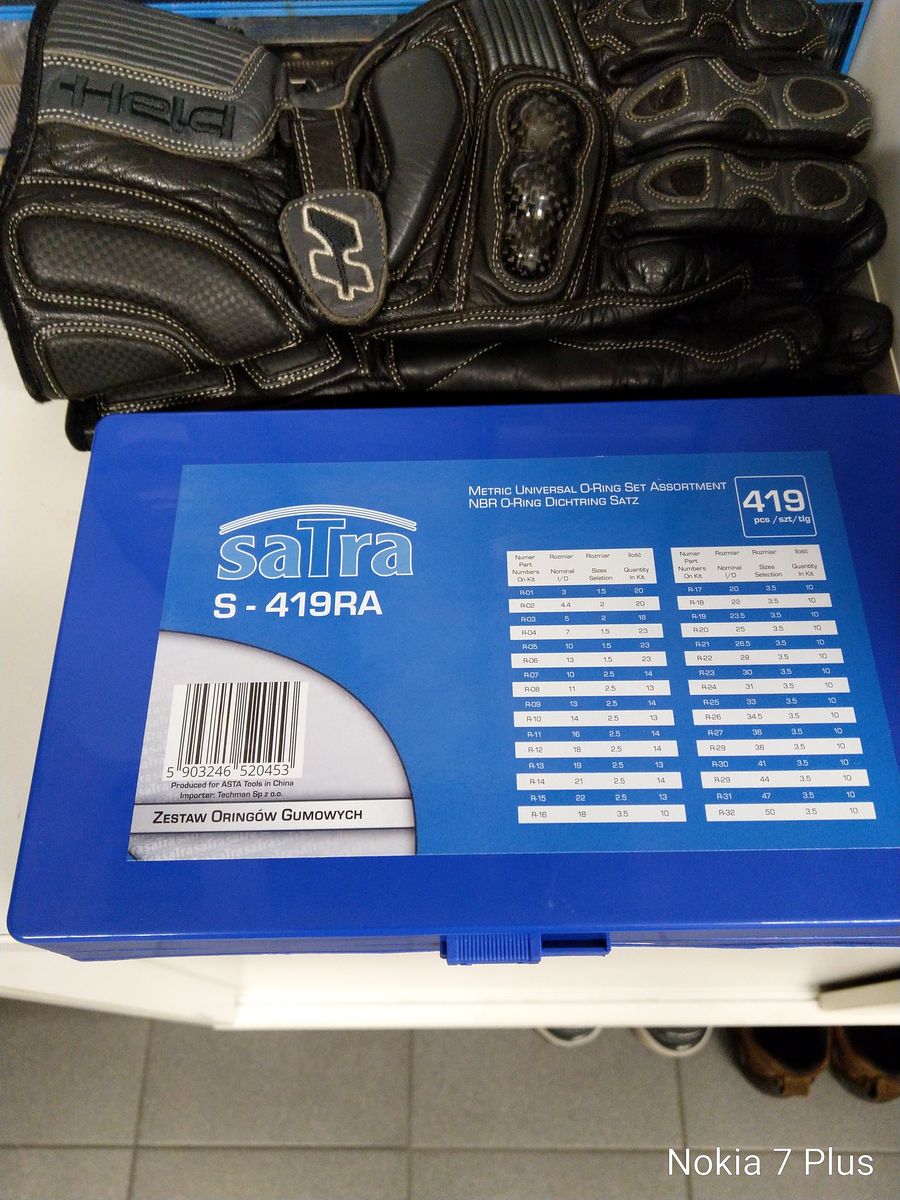 Held
METRIC UNIVERSAL O-RING SET ASSORTMENT
NBR O-RING DICHTRING SATZ
419
pcs /szt/tlg
saTra
S - 419RA
Numer Rozmiar Rozmiar Ilość
Part
Numbers Nominal Sizes Quantity
On Kit I/D Seletion In Kit
R-01 3 1.5 20
R-02 4.4 2 20
R-03 5 2 18
R-04 7 1.5 23
R-05 10 1.5 23
R-06 13 1.5 23
R-07 10 2.5 14
R-08 11 2.5 13
R-09 13 2.5 14
R-10 14 2.5 13
R-11 16 2.5 14
R-12 18 2.5 14
R-13 19 2.5 13
R-14 21 2.5 14
R-15 22 2.5 13
R-16 18 3.5 10
Numer Rozmiar Rozmiar Ilość
Part
Numbers Nominal Sizes Quantity
On Kit I/D Selection In Kit
R-17 20 3.5 10
R-18 22 3.5 10
R-19 23.5 3.5 10
R-20 25 3.5 10
R-21 26.5 3.5 10
R-22 28 3.5 10
R-23 30 3.5 10
R-24 31 3.5 10
R-25 33 3.5 10
R-26 34.5 3.5 10
R-27 36 3.5 10
R-29 38 3.5 10
R-30 41 3.5 10
R-29 44 3.5 10
R-31 47 3.5 10
R-32 50 3.5 10
5 903246 520453
Produced for ASTA Tools in China
Importer: Techman Sp z o.o.
ZESTAW ORINGÓW GUMOWYCH
Nokia 7 Plus